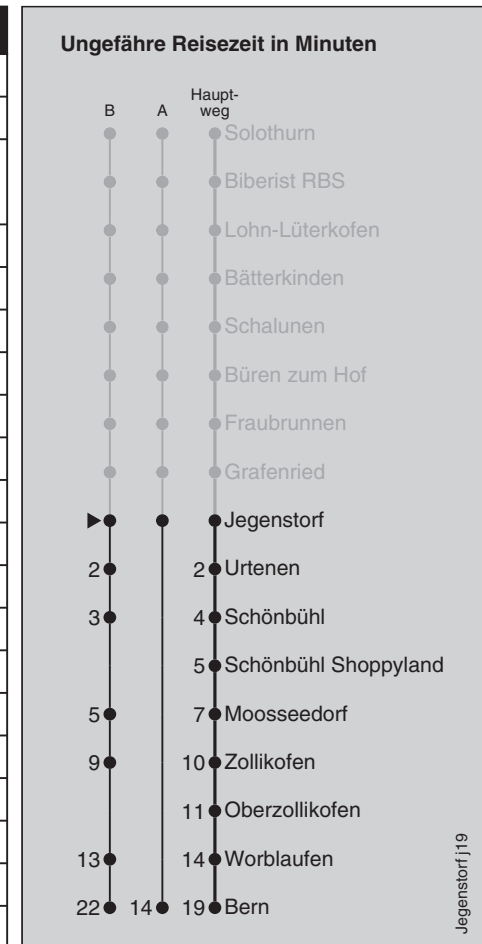 Ungefähre Reisezeit in Minuten
B A Haupt-
weg
Solothurn
Biberist RBS
Lohn-Lüterkofen
Bätterkinden
Schalunen
Büren zum Hof
Fraubrunnen
Grafenried
Jegenstorf
2 2 Urtenen
3 4 Schönbühl
5 Schönbühl Shoppyland
5 7 Moosseedorf
9 10 Zollikofen
11 Oberzollikofen
13 14 Worblaufen
22 14 19 Bern
Jegenstorf j19